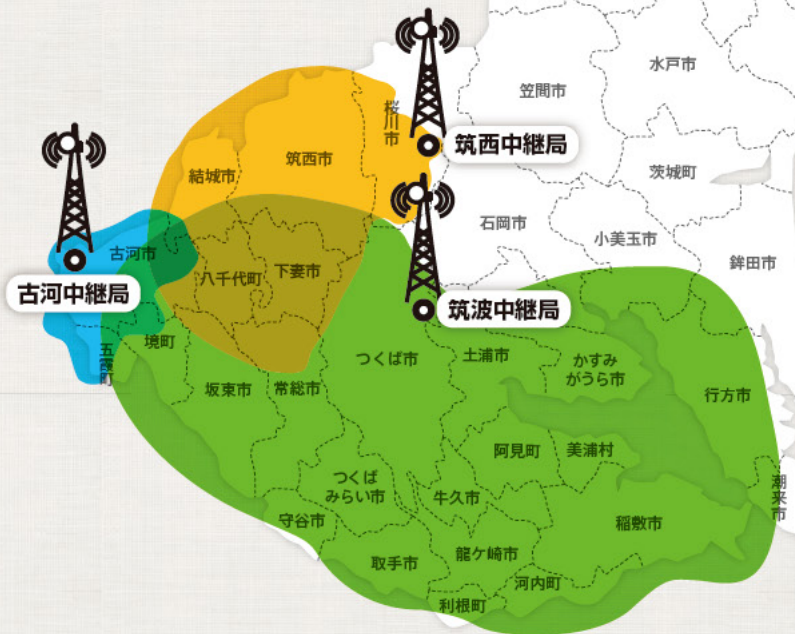 水戸市
笠間市
桜川市
筑西中継局
筑西市
結城市
茨城町
石岡市
小美玉市
古河市
鉾田市
八千代町
下妻市
古河中継局
筑波中継局
境町
五霞町
つくば市
土浦市
かすみ
がうら市
坂東市
常総市
行方市
阿見町
美浦村
つくば
みらい市
牛久市
潮来市
守谷市
稲敷市
取手市
龍ケ崎市
河内町
利根町